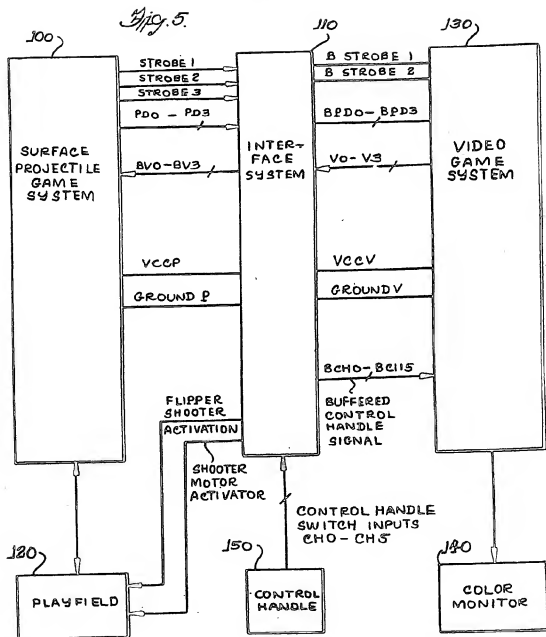 Fig. 5.
100
110
130
STROBE 1
STROBE 2
STROBE 3
PD0 - PD3
BV0-BV3
VCCP
GROUND P
SURFACE
PROJECTILE
GAME
SYSTEM
INTER-
FACE
SYSTEM
B STROBE 1
B STROBE 2
BPD0- BPD3
V0- V3
VCCV
GROUND V
BCH0-BCH5
BUFFERED
CONTROL
HANDLE
SIGNAL
VIDEO
GAME
SYSTEM
FLIPPER
SHOOTER
ACTIVATION
SHOOTER
MOTOR
ACTIVATOR
CONTROL HANDLE
SWITCH INPUTS
CH0- CH5
120
PLAYFIELD
150
CONTROL
HANDLE
140
COLOR
MONITOR